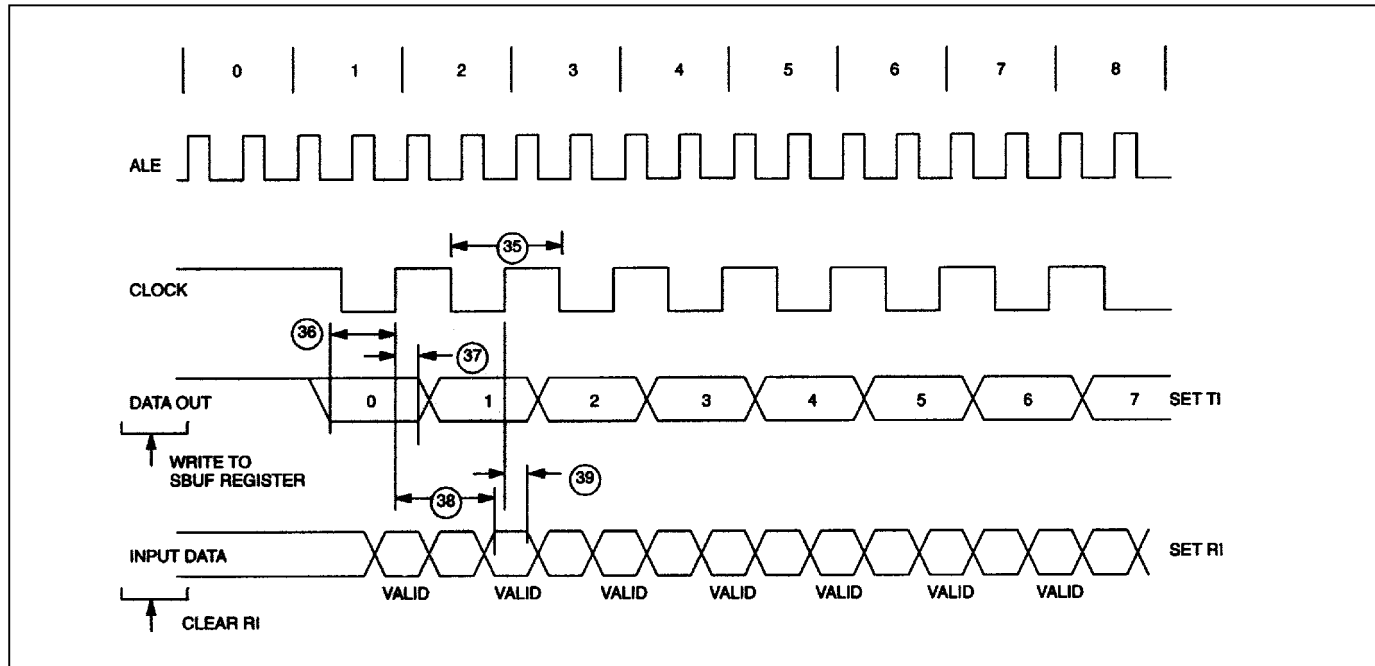 0 1 2 3 4 5 6 7 8
ALE
35
CLOCK
36
37
DATA OUT 0 1 2 3 4 5 6 7 SET TI
WRITE TO
SBUF REGISTER
39
38
INPUT DATA SET RI
VALID VALID VALID VALID VALID VALID VALID
CLEAR RI